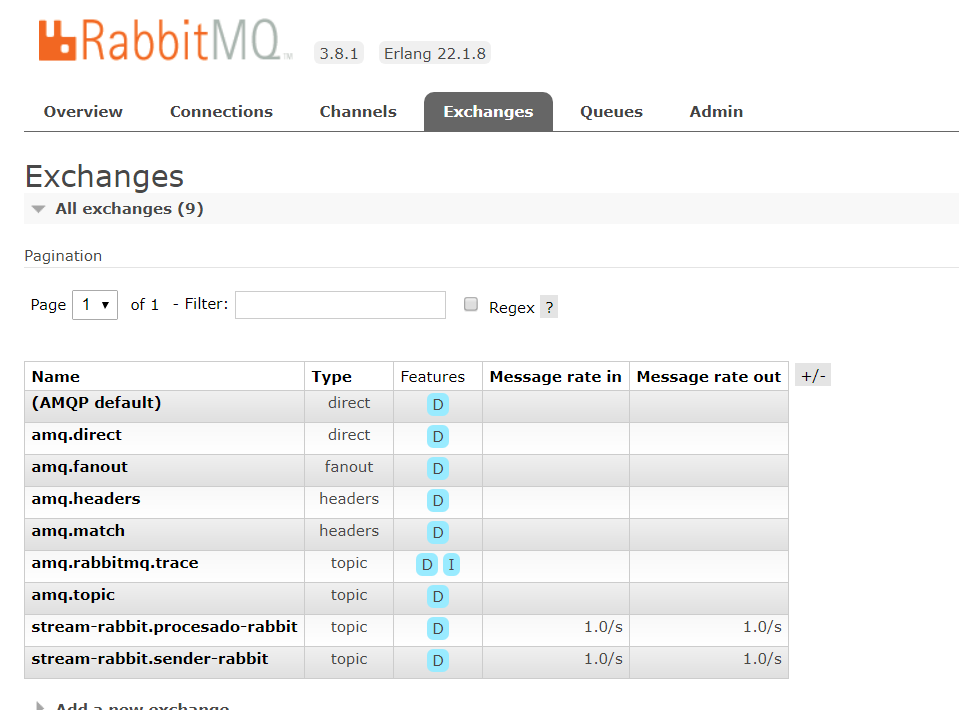 RabbitMQ™ 3.8.1 Erlang 22.1.8
Overview Connections Channels Exchanges Queues Admin
Exchanges
All exchanges (9)
Pagination
Page 1 of 1 - Filter: Regex ?
Name Type Features Message rate in Message rate out +/-
(AMQP default) direct D
amq.direct direct D
amq.fanout fanout D
amq.headers headers D
amq.match headers D
amq.rabbitmq.trace topic D I
amq.topic topic D
stream-rabbit.procesado-rabbit topic D 1.0/s 1.0/s
stream-rabbit.sender-rabbit topic D 1.0/s 1.0/s
Add a new exchange